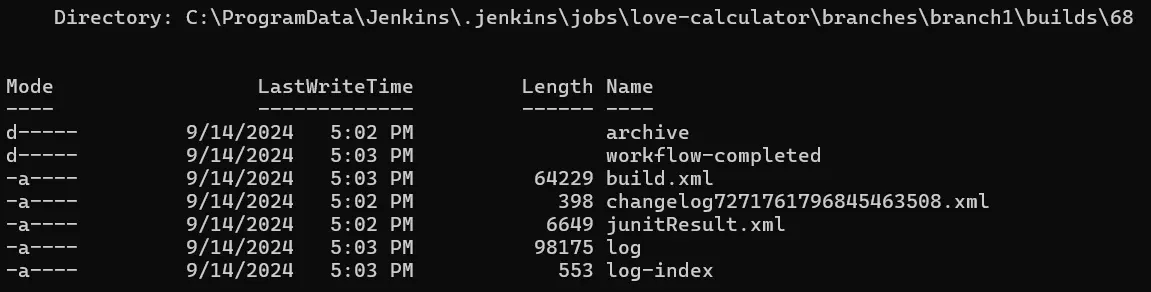 Directory: C:\ProgramData\Jenkins\.jenkins\jobs\love-calculator\branches\branch1\builds\68
Mode                 LastWriteTime         Length Name
----                 -------------         ------ ----
d-----         9/14/2024   5:02 PM                archive
d-----         9/14/2024   5:03 PM                workflow-completed
-a----         9/14/2024   5:03 PM          64229 build.xml
-a----         9/14/2024   5:02 PM            398 changelog7271761796845463508.xml
-a----         9/14/2024   5:02 PM           6649 junitResult.xml
-a----         9/14/2024   5:03 PM          98175 log
-a----         9/14/2024   5:03 PM            553 log-index